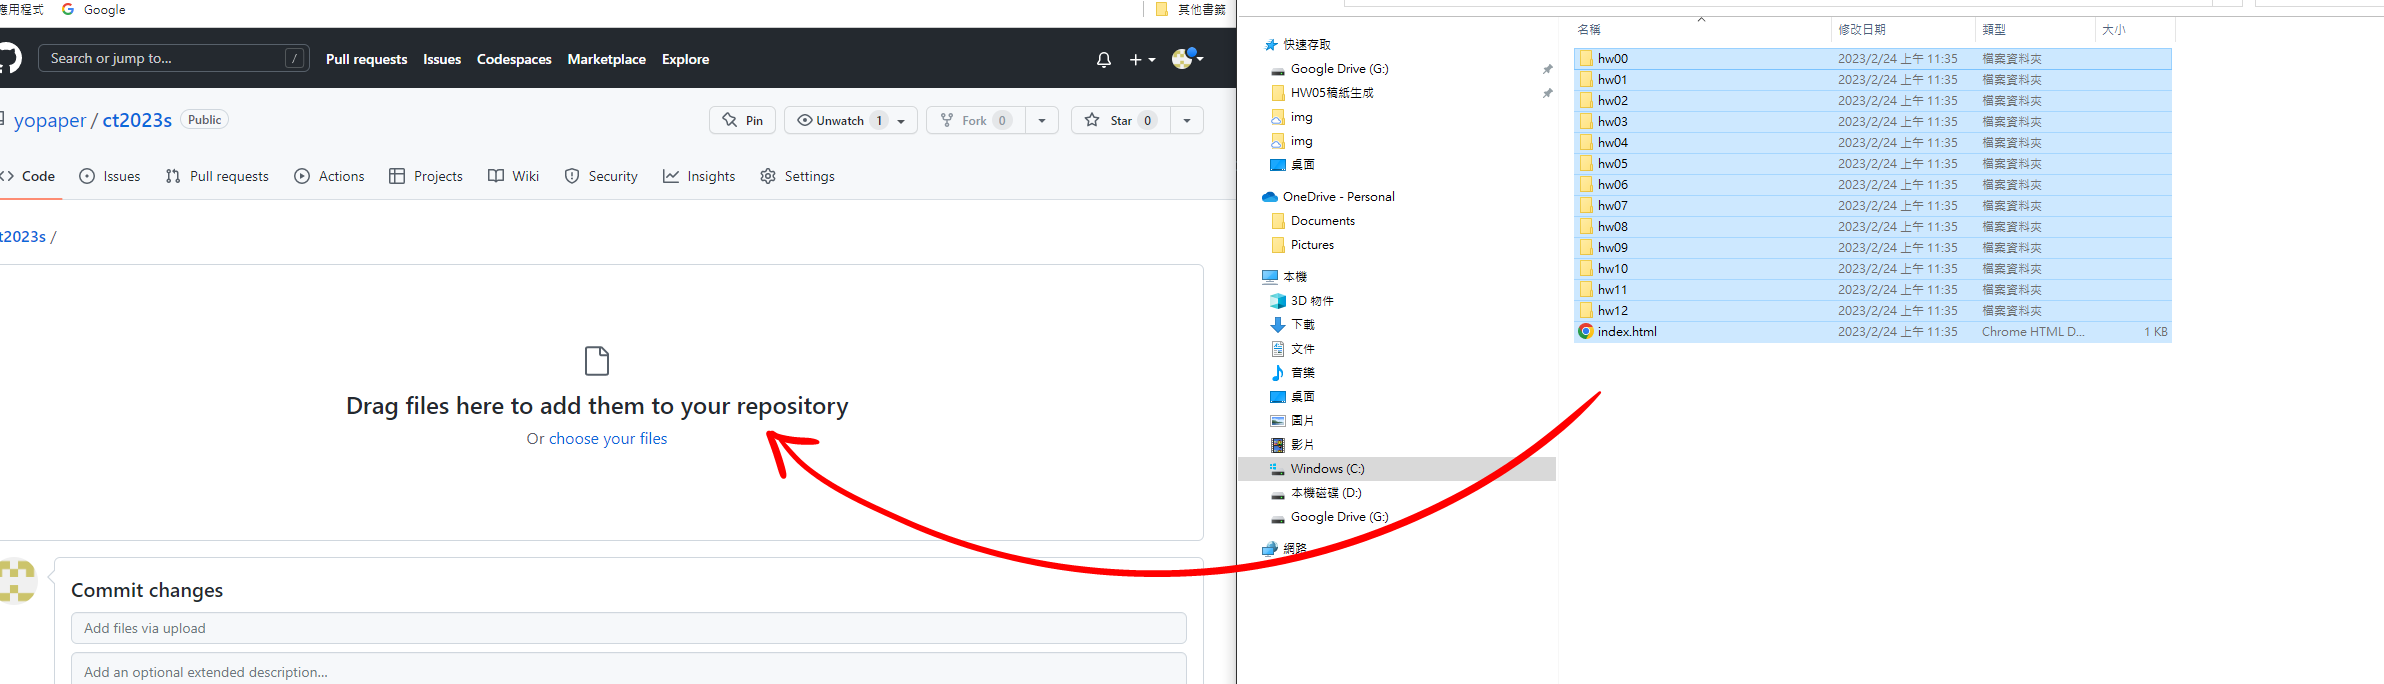 應用程式 Google 其他書籤
Search or jump to... / Pull requests Issues Codespaces Marketplace Explore
yopaper / ct2023s Public Pin Unwatch 1 Fork 0 Star 0
Code Issues Pull requests Actions Projects Wiki Security Insights Settings
t2023s /
Drag files here to add them to your repository
Or choose your files
Commit changes
Add files via upload
Add an optional extended description...
快速存取
Google Drive (G:)
HW05稿紙生成
img
img
桌面
OneDrive - Personal
Documents
Pictures
本機
3D 物件
下載
文件
音樂
桌面
圖片
影片
Windows (C:)
本機磁碟 (D:)
Google Drive (G:)
網路
名稱 修改日期 類型 大小
hw00 2023/2/24 上午 11:35 檔案資料夾
hw01 2023/2/24 上午 11:35 檔案資料夾
hw02 2023/2/24 上午 11:35 檔案資料夾
hw03 2023/2/24 上午 11:35 檔案資料夾
hw04 2023/2/24 上午 11:35 檔案資料夾
hw05 2023/2/24 上午 11:35 檔案資料夾
hw06 2023/2/24 上午 11:35 檔案資料夾
hw07 2023/2/24 上午 11:35 檔案資料夾
hw08 2023/2/24 上午 11:35 檔案資料夾
hw09 2023/2/24 上午 11:35 檔案資料夾
hw10 2023/2/24 上午 11:35 檔案資料夾
hw11 2023/2/24 上午 11:35 檔案資料夾
hw12 2023/2/24 上午 11:35 檔案資料夾
index.html 2023/2/24 上午 11:35 Chrome HTML D... 1 KB